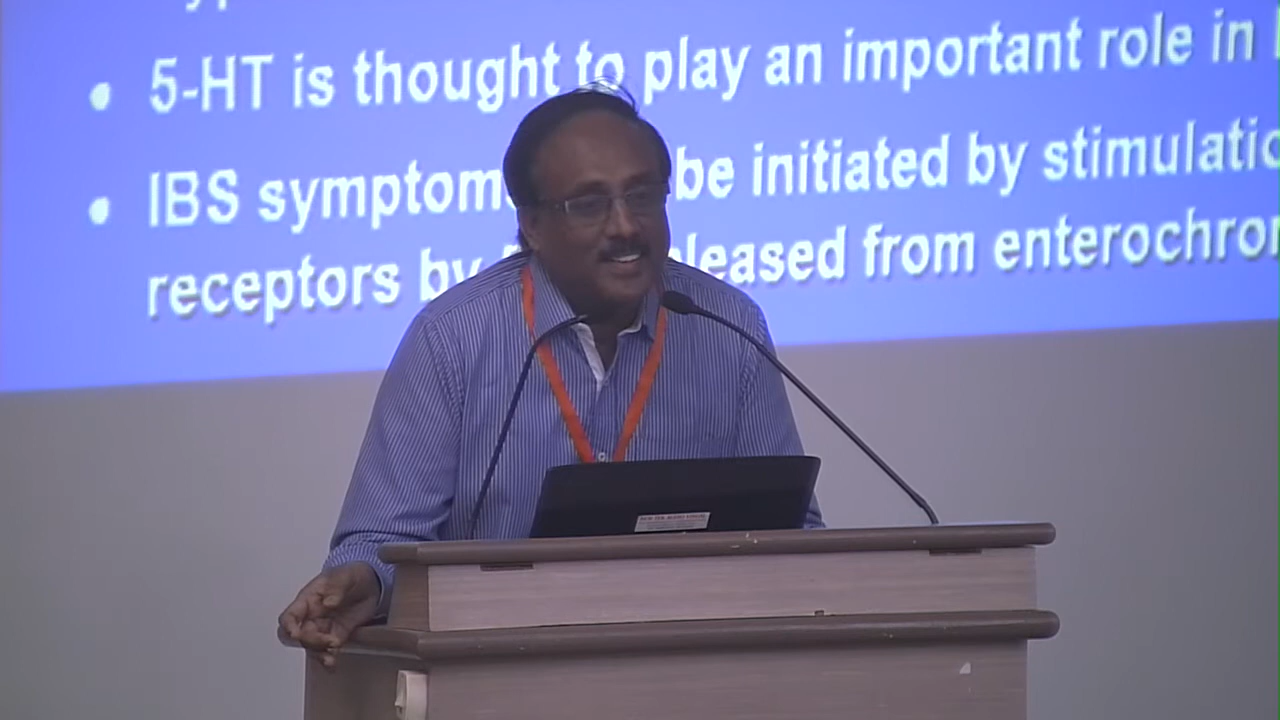 • 5-HT is thought to play an important role in
• IBS symptom be initiated by stimulatio
receptors by eleased from enterochrom